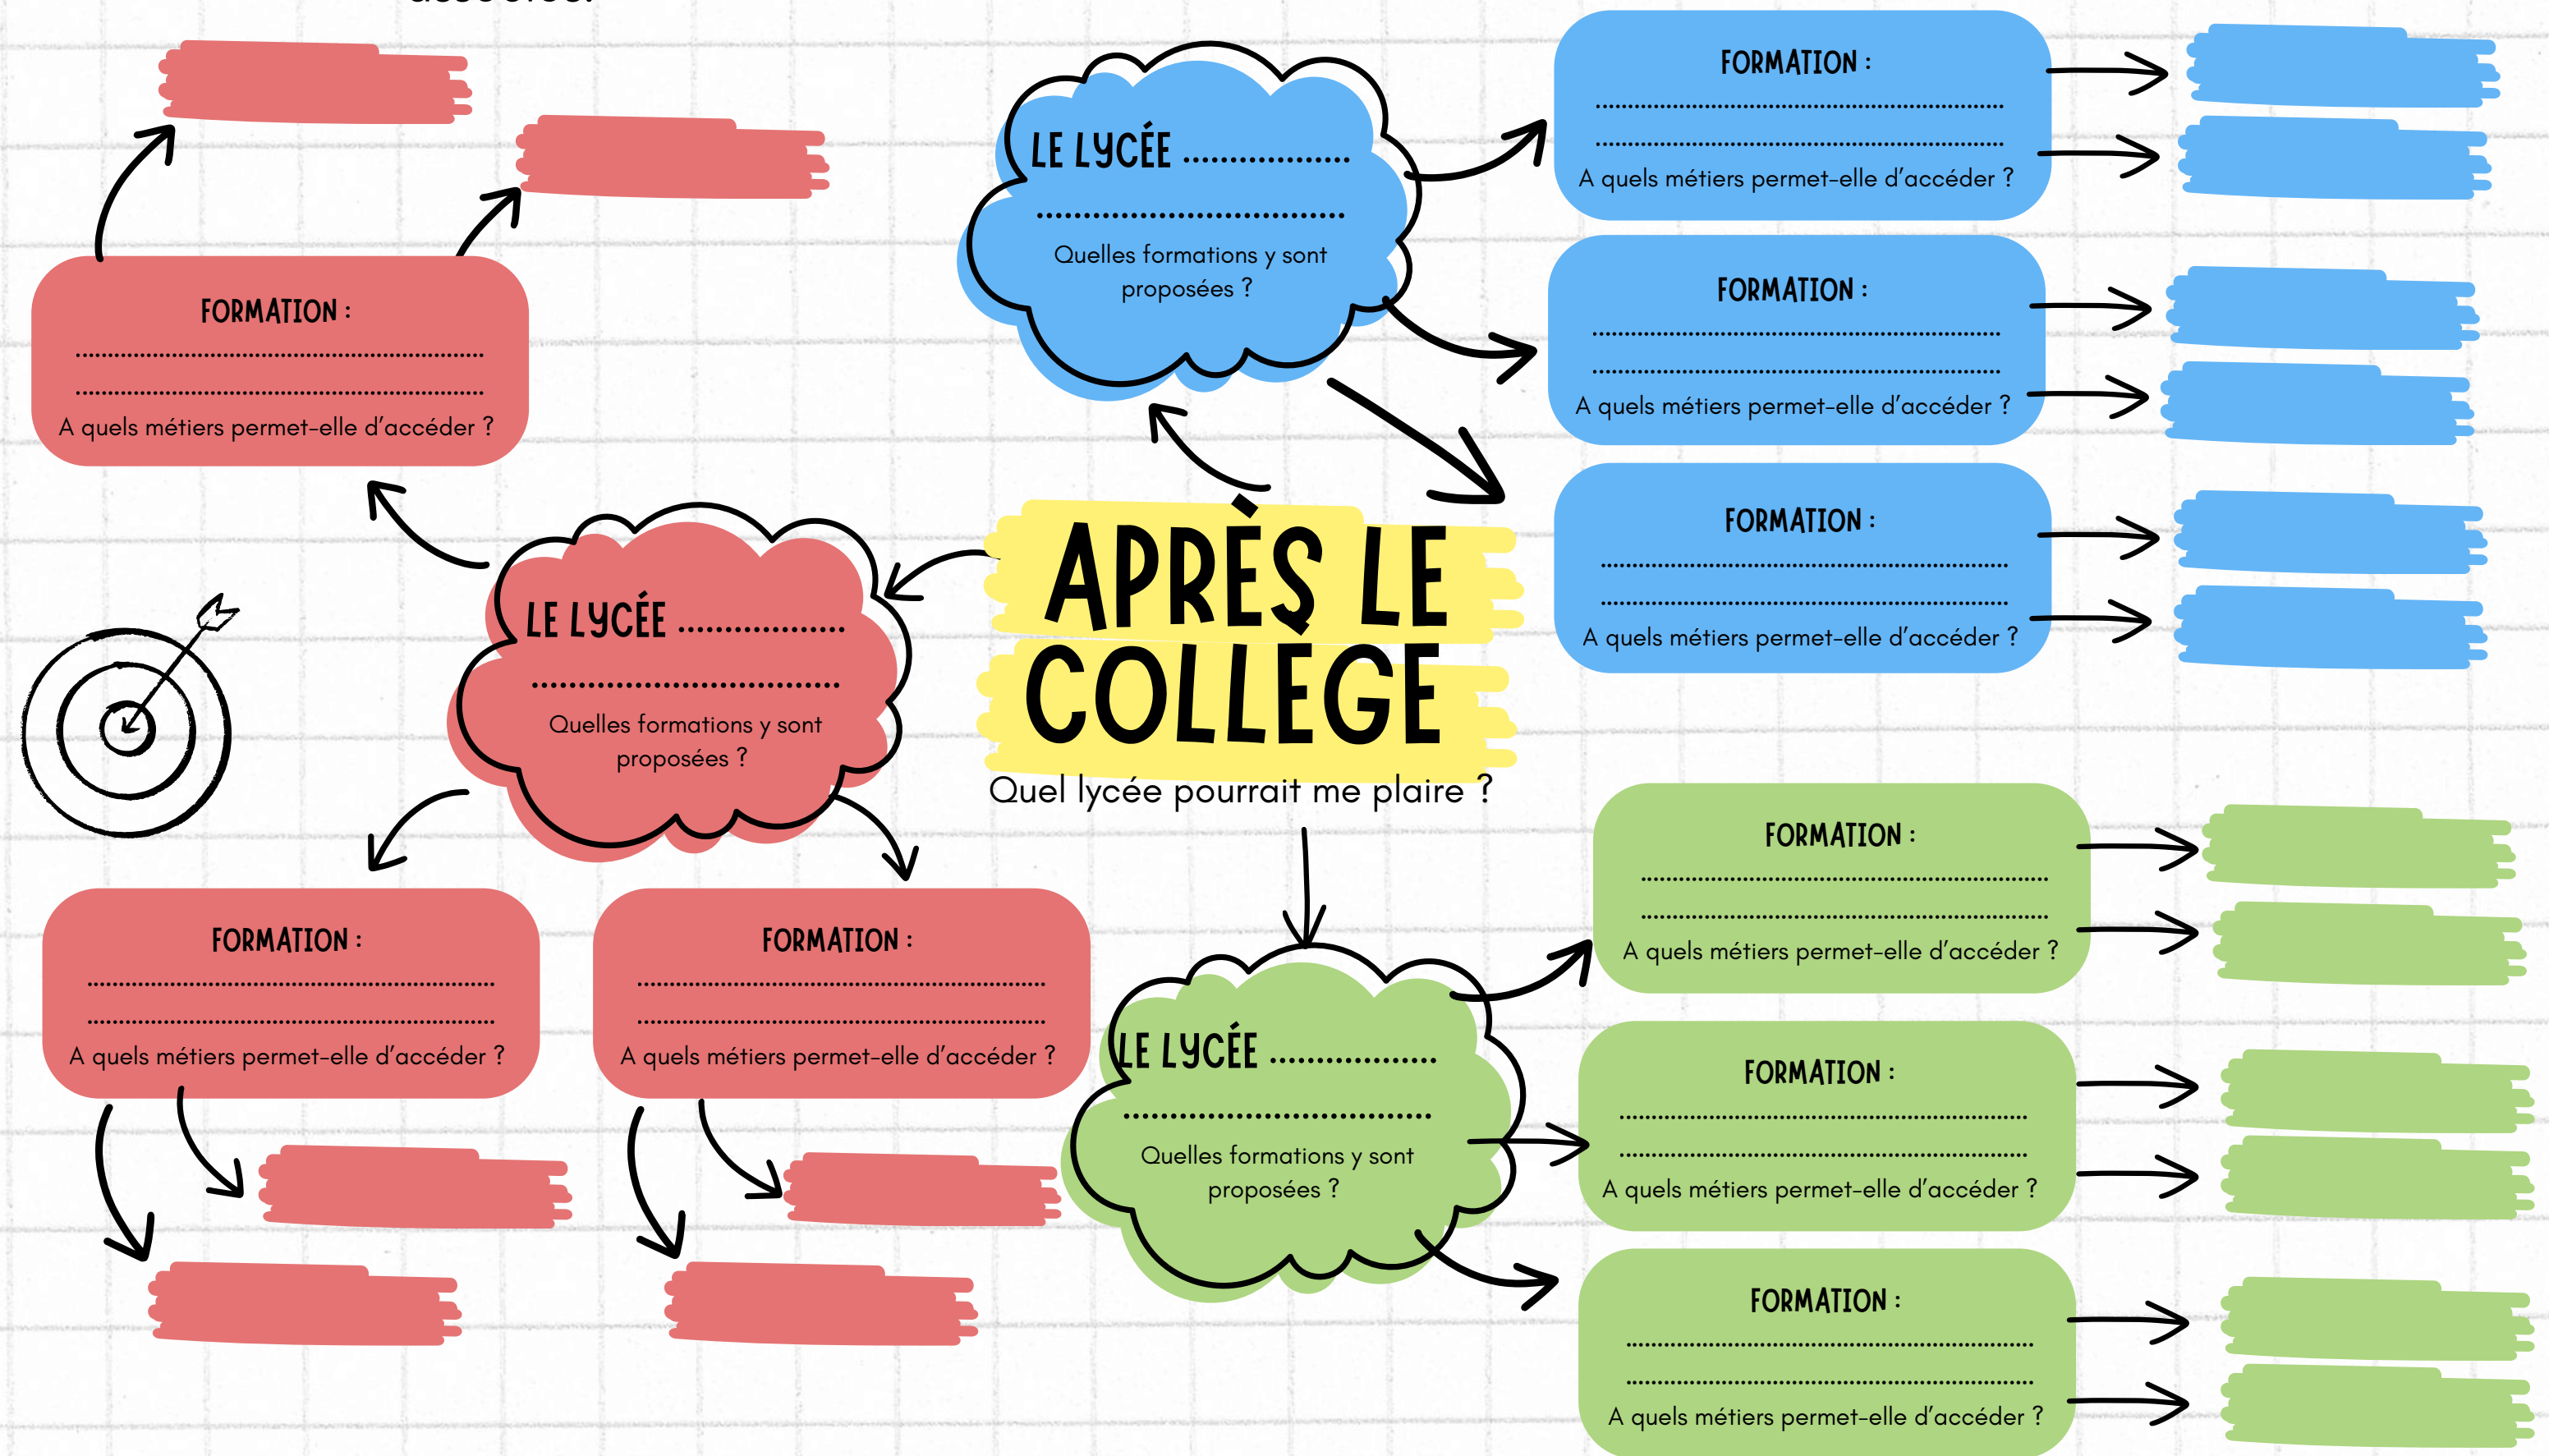 APRÈS LE
COLLÈGE
Quel lycée pourrait me plaire ?
LE LYCÉE ..................
.................................
Quelles formations y sont
proposées ?
FORMATION :
A quels métiers permet-elle d'accéder ?
FORMATION :
A quels métiers permet-elle d'accéder ?
FORMATION :
A quels métiers permet-elle d'accéder ?
LE LYCÉE ..................
.................................
Quelles formations y sont
proposées ?
FORMATION :
A quels métiers permet-elle d'accéder ?
FORMATION :
A quels métiers permet-elle d'accéder ?
FORMATION :
A quels métiers permet-elle d'accéder ?
LE LYCÉE ..................
.................................
Quelles formations y sont
proposées ?
FORMATION :
A quels métiers permet-elle d'accéder ?
FORMATION :
A quels métiers permet-elle d'accéder ?
FORMATION :
A quels métiers permet-elle d'accéder ?